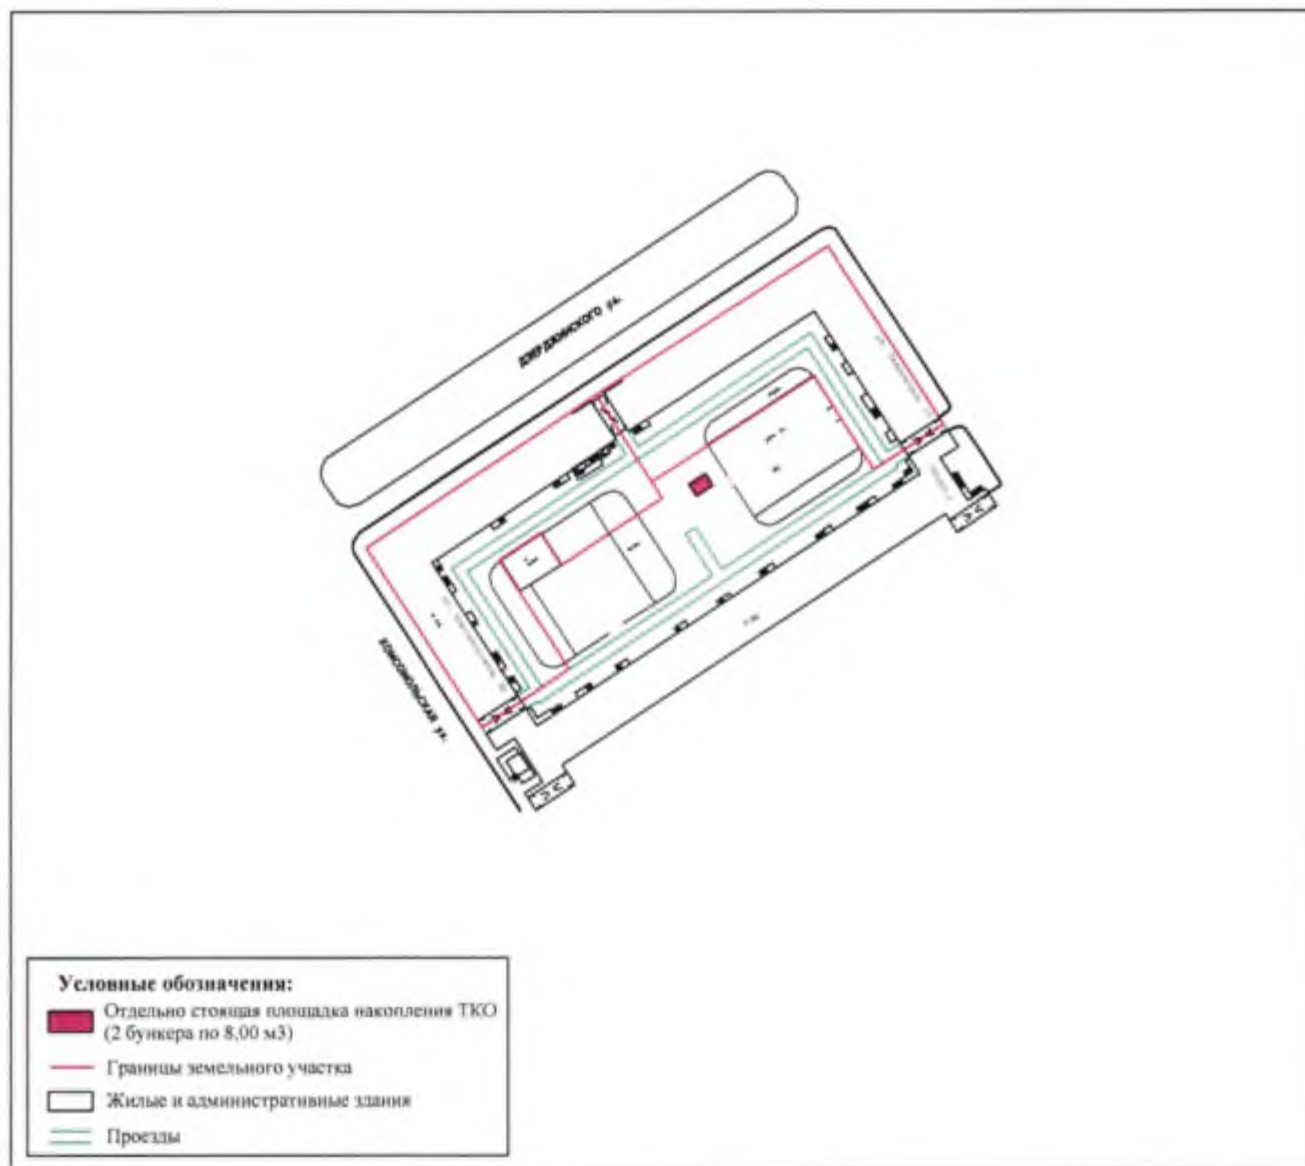 ДЗЕРДЖИНСКОГО ул.
КОМСОМОЛЬСКАЯ ул.
Условные обозначения:
Отдельно стоящая площадка накопления ТКО
(2 бункера по 8,00 м3)
Границы земельного участка
Жилые и административные здания
Проезды